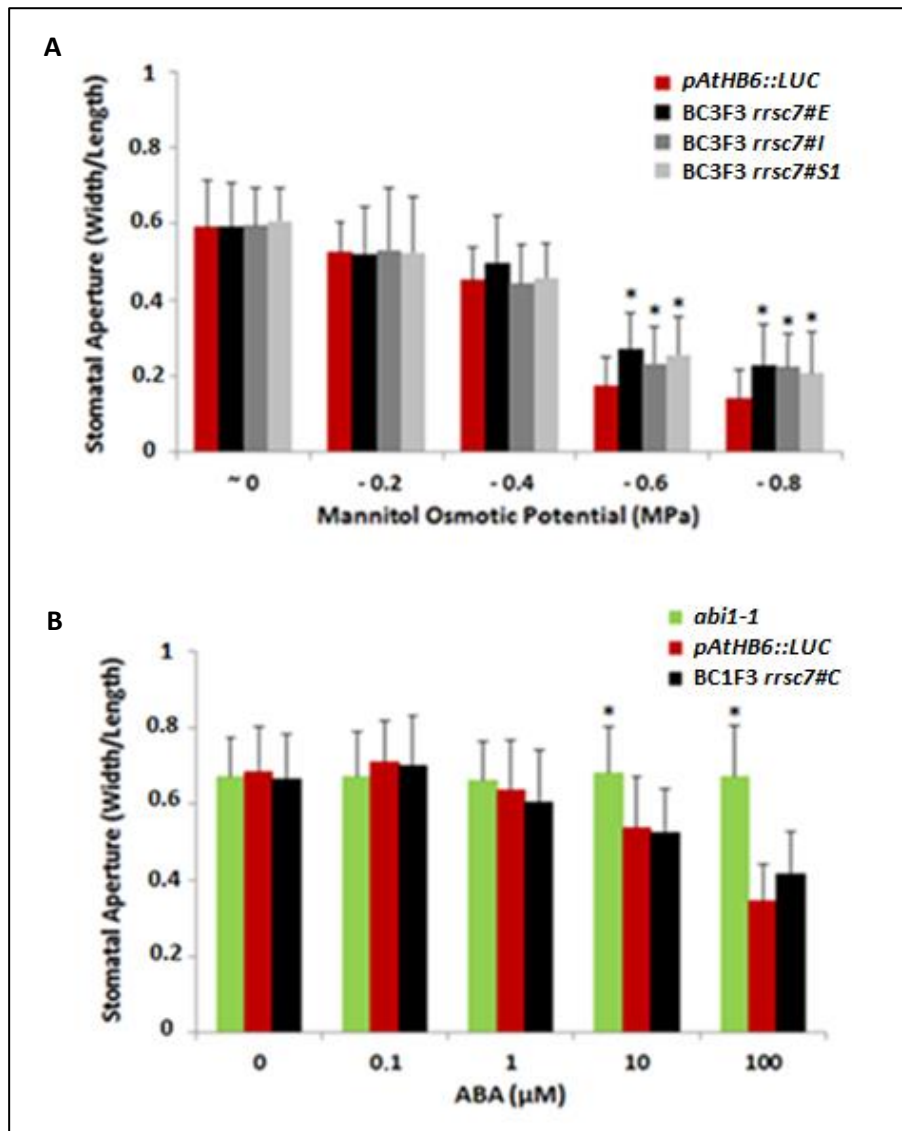 A
pAtHB6::LUC
BC3F3 rrsc7#E
BC3F3 rrsc7#I
BC3F3 rrsc7#S1
Stomatal Aperture (Width/Length)
1
0.8
0.6
0.4
0.2
0
* * * * * *
~ 0 - 0.2 - 0.4 - 0.6 - 0.8
Mannitol Osmotic Potential (MPa)
B
abi1-1
pAtHB6::LUC
BC1F3 rrsc7#C
Stomatal Aperture (Width/Length)
1
0.8
0.6
0.4
0.2
0
* *
0 0.1 1 10 100
ABA (µM)